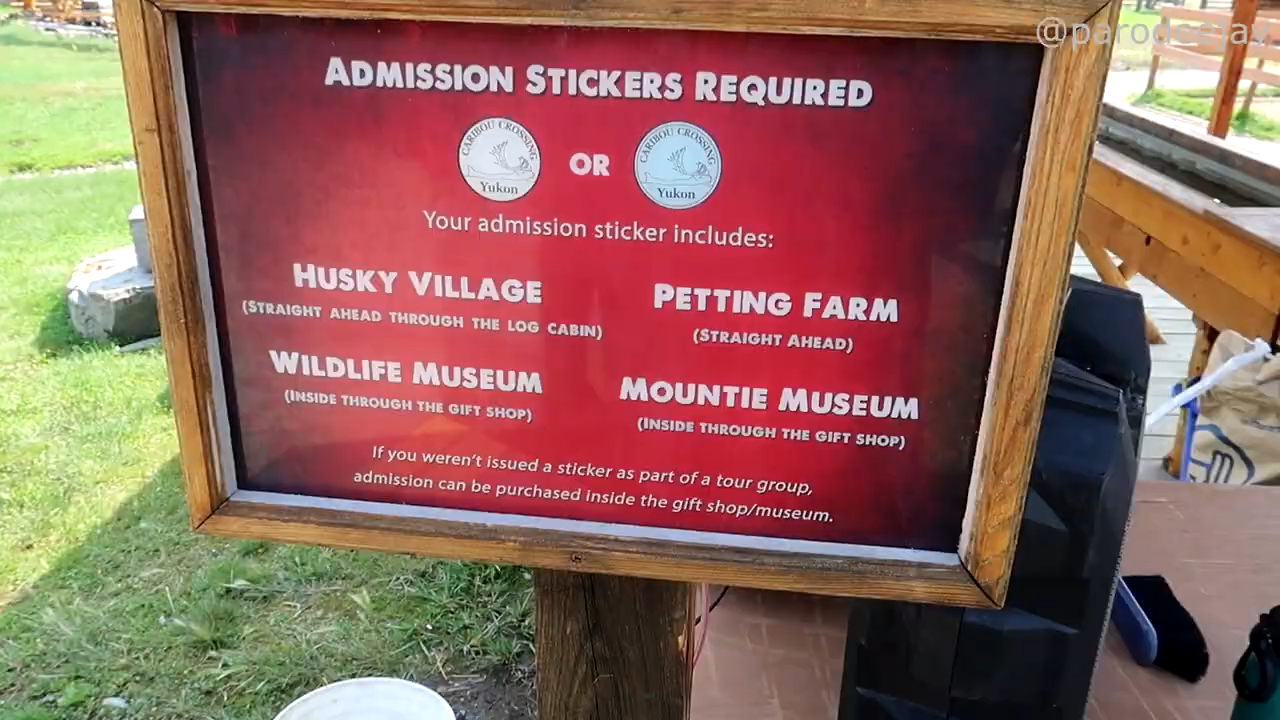 @parodeejay
ADMISSION STICKERS REQUIRED
CARIBOU CROSSING
Yukon
OR
CARIBOU CROSSING
Yukon
Your admission sticker includes:
HUSKY VILLAGE
(STRAIGHT AHEAD THROUGH THE LOG CABIN)
PETTING FARM
(STRAIGHT AHEAD)
WILDLIFE MUSEUM
(INSIDE THROUGH THE GIFT SHOP)
MOUNTIE MUSEUM
(INSIDE THROUGH THE GIFT SHOP)
If you weren't issued a sticker as part of a tour group,
admission can be purchased inside the gift shop/museum.